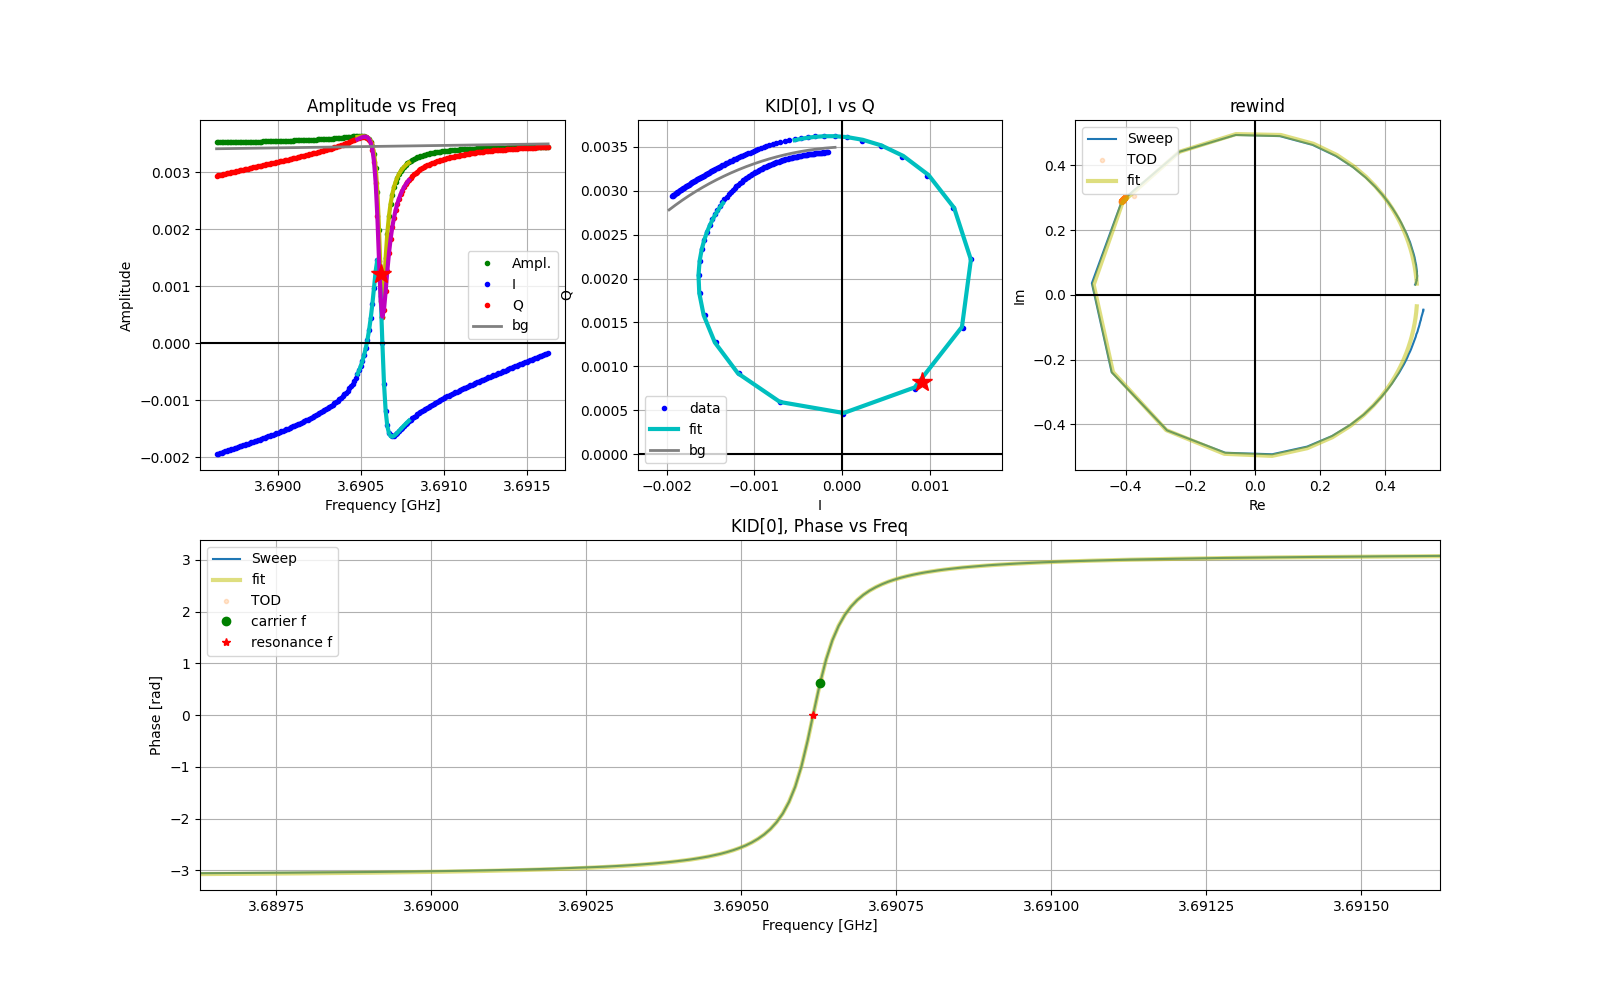 Amplitude vs Freq
Amplitude
0.003
0.002
0.001
0.000
−0.001
−0.002
Ampl.
I
Q
bg
3.6900
3.6905
3.6910
3.6915
Frequency [GHz]
KID[0], I vs Q
Q
0.0035
0.0030
0.0025
0.0020
0.0015
0.0010
0.0005
0.0000
data
fit
bg
−0.002
−0.001
0.000
0.001
I
rewind
Im
0.4
0.2
0.0
−0.2
−0.4
Sweep
TOD
fit
−0.4
−0.2
0.0
0.2
0.4
Re
KID[0], Phase vs Freq
Phase [rad]
3
2
1
0
−1
−2
−3
Sweep
fit
TOD
carrier f
resonance f
3.68975
3.69000
3.69025
3.69050
3.69075
3.69100
3.69125
3.69150
Frequency [GHz]